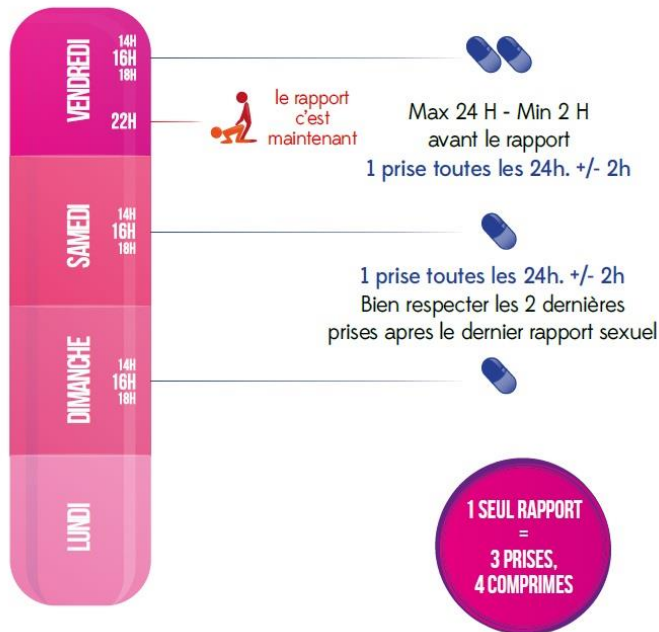 VENDREDI
14H
16H
18H
22H
le rapport
c'est
maintenant
Max 24 H - Min 2 H
avant le rapport
1 prise toutes les 24h. +/- 2h
SAMEDI
14H
16H
18H
1 prise toutes les 24h. +/- 2h
Bien respecter les 2 dernières
prises apres le dernier rapport sexuel
DIMANCHE
14H
16H
18H
LUNDI
1 SEUL RAPPORT
=
3 PRISES,
4 COMPRIMES